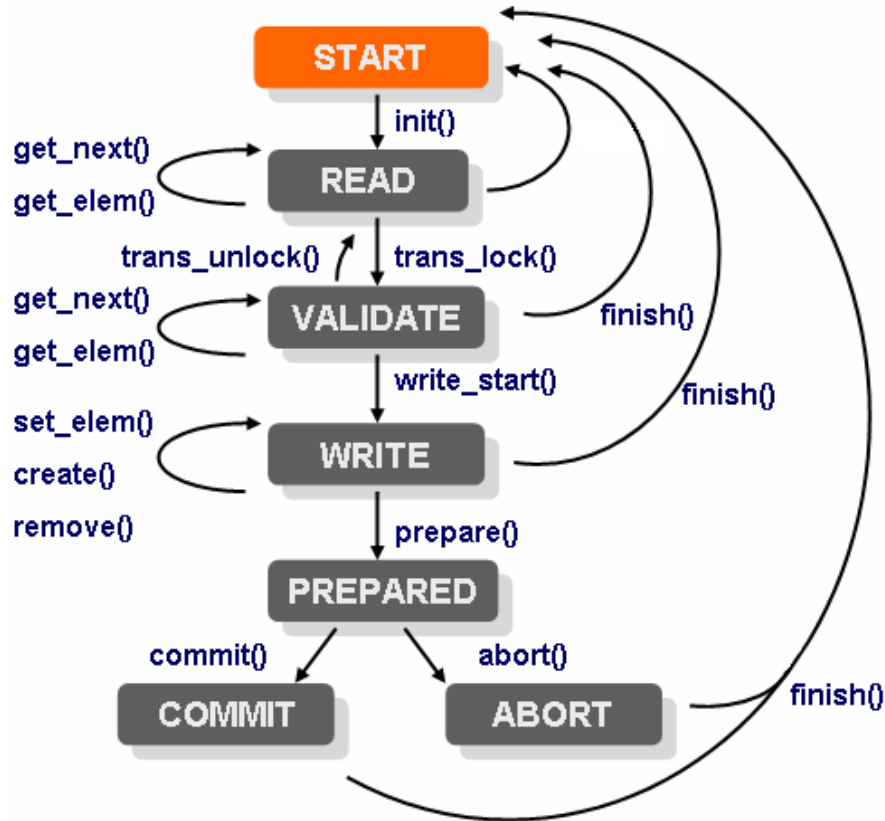 START
init()
get_next()
READ
get_elem()
trans_unlock()
trans_lock()
get_next()
VALIDATE
finish()
get_elem()
write_start()
finish()
set_elem()
WRITE
create()
remove()
prepare()
PREPARED
commit()
abort()
COMMIT
ABORT
finish()